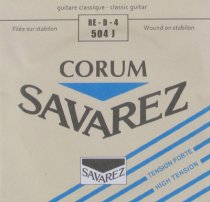 guitare classique - classic guitar
RE - D - 4
504 J
Filée sur stabilon
Wound on stabilon
CORUM
SAVAREZ
SAVAREZ
TENSION FORTE
HIGH TENSION